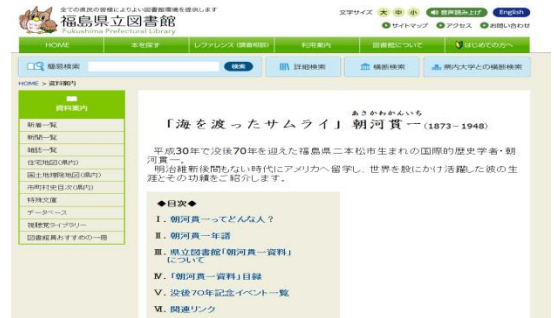 全ての県民の皆様によりよい図書館環境を提供します
福島県立図書館
Fukushima Prefectural Library
文字サイズ 大 中 小 音声読み上げ English
サイトマップ アクセス お問い合わせ
HOME 本を探す レファレンス(調査相談) 利用案内 図書館について はじめての方へ
簡易検索 検索 詳細検索 横断検索 県内大学との横断検索
HOME > 資料案内
資料案内
新着一覧
新聞一覧
雑誌一覧
住宅地図(県内)
国土地理院地図(県内)
市町村史目次(県内)
特殊文庫
データベース
視聴覚ライブラリー
図書館員おすすめの一冊
あさかわかんいち
「海を渡ったサムライ」朝河貫一(1873－1948)
平成30年で没後70年を迎えた福島県二本松市生まれの国際的歴史学者・朝
河貫一。
明治維新後間もない時代にアメリカへ留学し、世界を股にかけ活躍した彼の生
涯とその功績をご紹介します。
◆目次◆
Ⅰ．朝河貫一ってどんな人？
Ⅱ．朝河貫一年譜
Ⅲ．県立図書館「朝河貫一資料」
について
Ⅳ．「朝河貫一資料」目録
Ⅴ．没後70年記念イベント一覧
Ⅵ．関連リンク